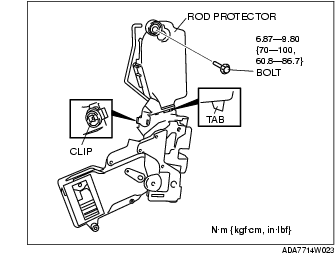 ROD PROTECTOR
6.87—9.80
{70—100,
60.8—86.7}
BOLT
TAB
CLIP
N·m {kgf·cm, in·lbf}
ADA7714W023